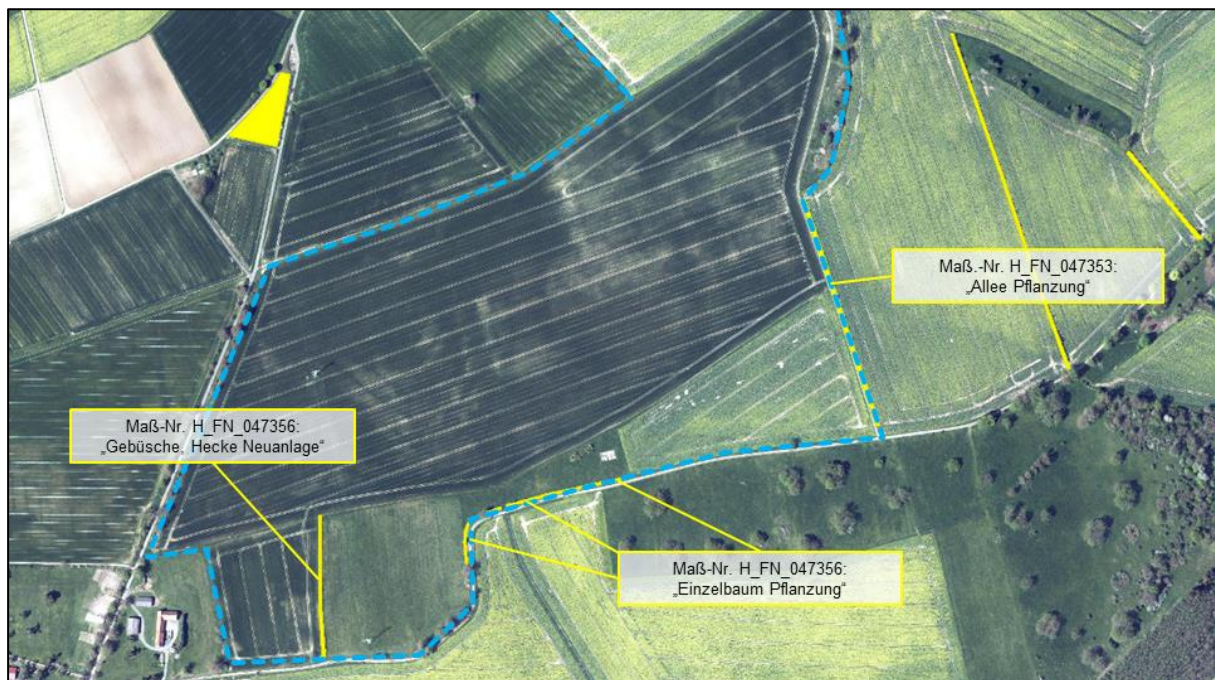 Maß.-Nr. H_FN_047353:
„Allee Pflanzung“
Maß-Nr. H_FN_047356:
„Gebüsche, Hecke Neuanlage“
Maß-Nr. H_FN_047356:
„Einzelbaum Pflanzung“